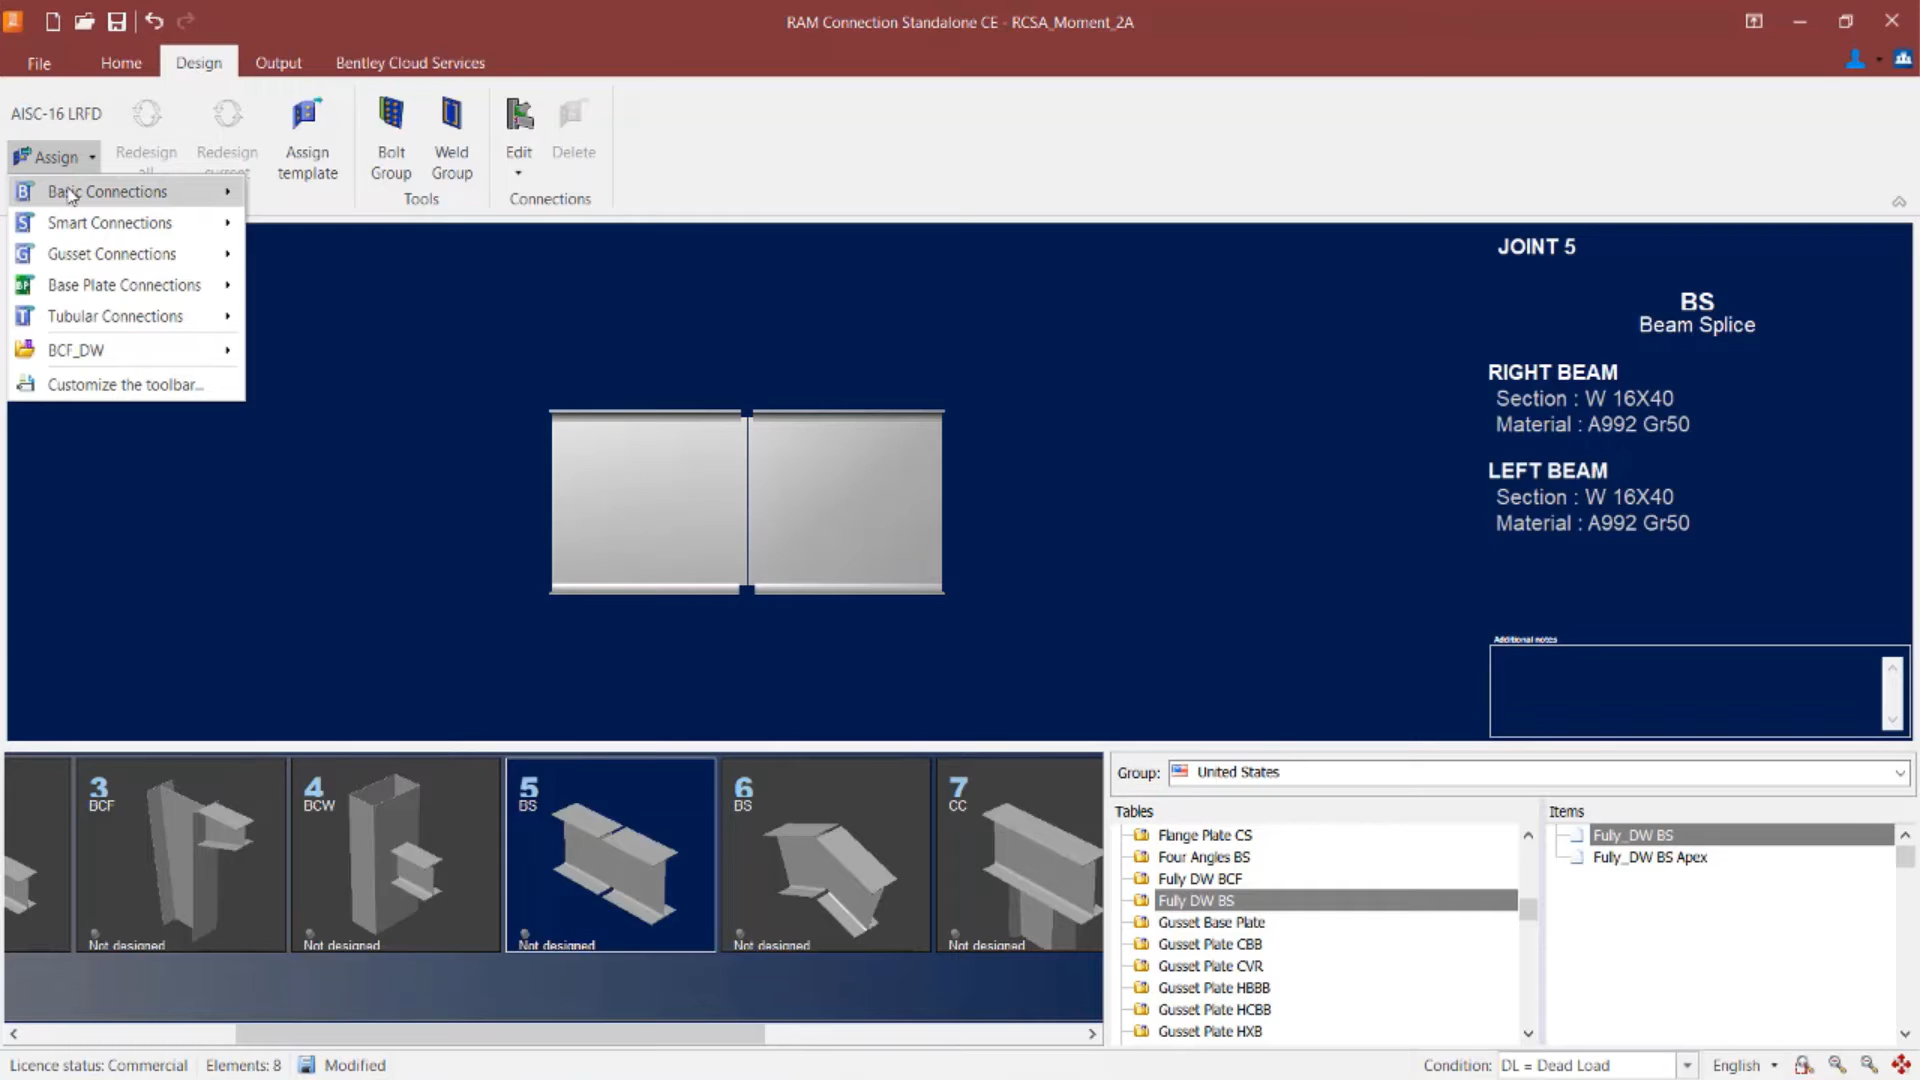 RAM Connection Standalone CE - RCSA_Moment_2A
File Home Design Output Bentley Cloud Services
AISC-16 LRFD
Assign
Redesign all
Redesign current
Assign template
Bolt Group
Weld Group
Tools
Edit
Delete
Connections
Basic Connections
Smart Connections
Gusset Connections
Base Plate Connections
Tubular Connections
BCF_DW
Customize the toolbar...
JOINT 5
BS
Beam Splice
RIGHT BEAM
Section : W 16X40
Material : A992 Gr50
LEFT BEAM
Section : W 16X40
Material : A992 Gr50
Additional notes
3
BCF
Not designed
4
BCW
Not designed
5
BS
Not designed
6
BS
Not designed
7
CC
Not designed
Group: United States
Tables
Flange Plate CS
Four Angles BS
Fully DW BCF
Fully DW BS
Gusset Base Plate
Gusset Plate CBB
Gusset Plate CVR
Gusset Plate HBBB
Gusset Plate HCBB
Gusset Plate HXB
Items
Fully_DW BS
Fully_DW BS Apex
Licence status: Commercial Elements: 8 Modified
Condition: DL = Dead Load English